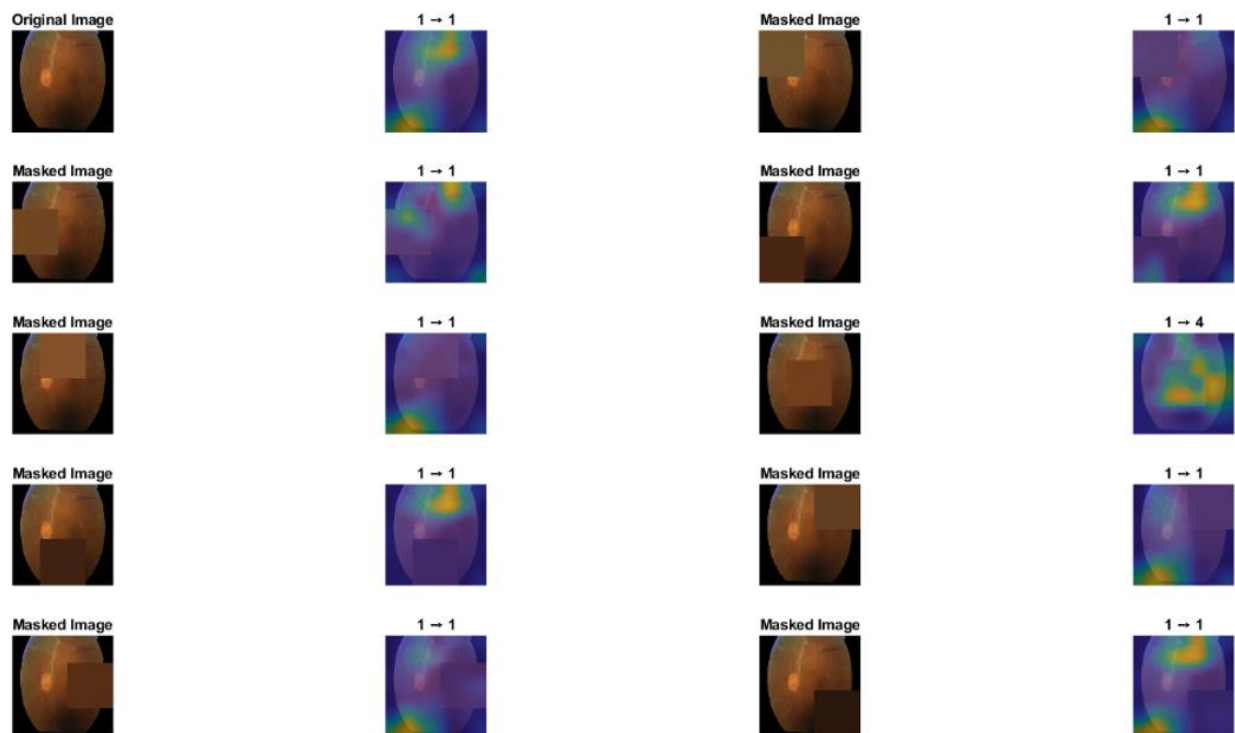 Original Image 1 → 1 Masked Image 1 → 1
Masked Image 1 → 1 Masked Image 1 → 1
Masked Image 1 → 1 Masked Image 1 → 4
Masked Image 1 → 1 Masked Image 1 → 1
Masked Image 1 → 1 Masked Image 1 → 1